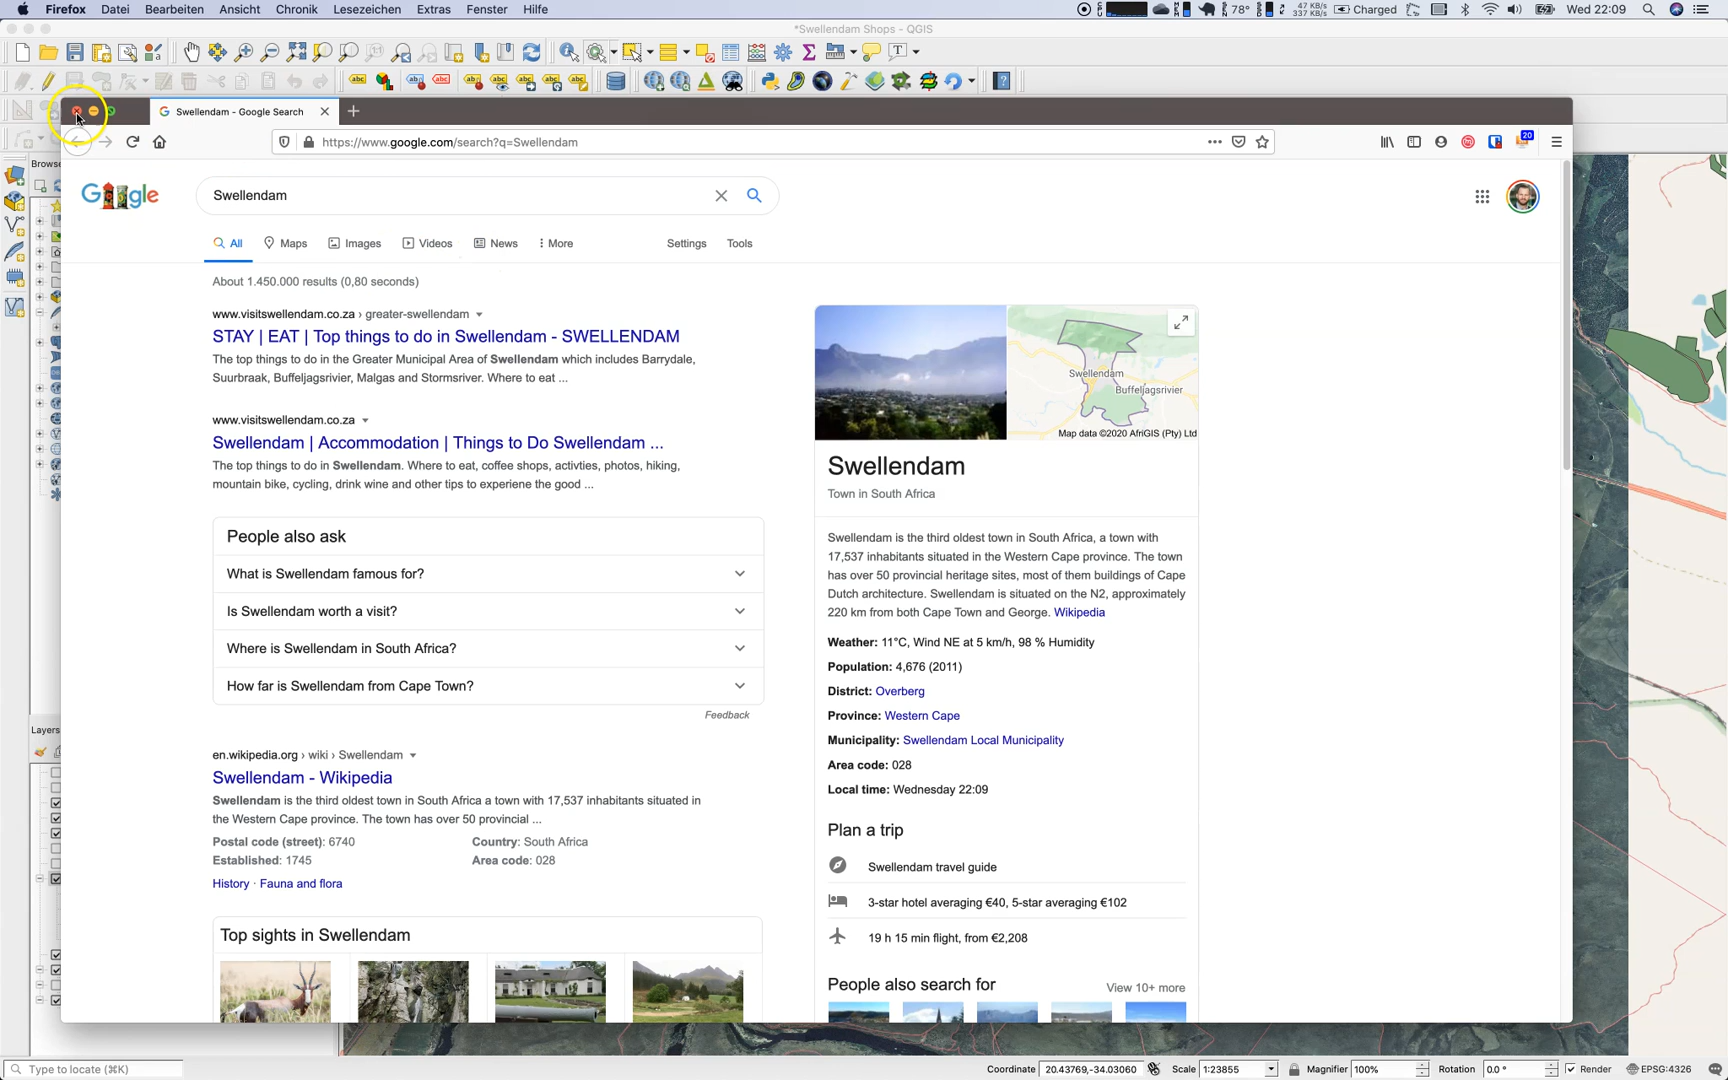 Firefox Datei Bearbeiten Ansicht Chronik Lesezeichen Extras Fenster Hilfe 78° 47 KB/s 337 KB/s Charged Wed 22:09
*Swellendam Shops - QGIS
Swellendam - Google Search
https://www.google.com/search?q=Swellendam
20
Browse
Google
Swellendam
All Maps Images Videos News More Settings Tools
About 1.450.000 results (0,80 seconds)
www.visitswellendam.co.za › greater-swellendam
STAY | EAT | Top things to do in Swellendam - SWELLENDAM
The top things to do in the Greater Municipal Area of Swellendam which includes Barrydale,
Suurbraak, Buffeljagsrivier, Malgas and Stormsriver. Where to eat ...
www.visitswellendam.co.za
Swellendam | Accommodation | Things to Do Swellendam ...
The top things to do in Swellendam. Where to eat, coffee shops, activties, photos, hiking,
mountain bike, cycling, drink wine and other tips to experiene the good ...
People also ask
What is Swellendam famous for?
Is Swellendam worth a visit?
Where is Swellendam in South Africa?
How far is Swellendam from Cape Town?
Feedback
en.wikipedia.org › wiki › Swellendam
Swellendam - Wikipedia
Swellendam is the third oldest town in South Africa a town with 17,537 inhabitants situated in
the Western Cape province. The town has over 50 provincial ...
Postal code (street): 6740 Country: South Africa
Established: 1745 Area code: 028
History · Fauna and flora
Top sights in Swellendam
Swellendam
Buffeljagsrivier
Map data ©2020 AfriGIS (Pty) Ltd
Swellendam
Town in South Africa
Swellendam is the third oldest town in South Africa, a town with
17,537 inhabitants situated in the Western Cape province. The town
has over 50 provincial heritage sites, most of them buildings of Cape
Dutch architecture. Swellendam is situated on the N2, approximately
220 km from both Cape Town and George. Wikipedia
Weather: 11°C, Wind NE at 5 km/h, 98 % Humidity
Population: 4,676 (2011)
District: Overberg
Province: Western Cape
Municipality: Swellendam Local Municipality
Area code: 028
Local time: Wednesday 22:09
Plan a trip
Swellendam travel guide
3-star hotel averaging €40, 5-star averaging €102
19 h 15 min flight, from €2,208
People also search for View 10+ more
Layers
Type to locate (⌘K) Coordinate 20.43769,-34.03060 Scale 1:23855 Magnifier 100% Rotation 0.0 ° Render EPSG:4326